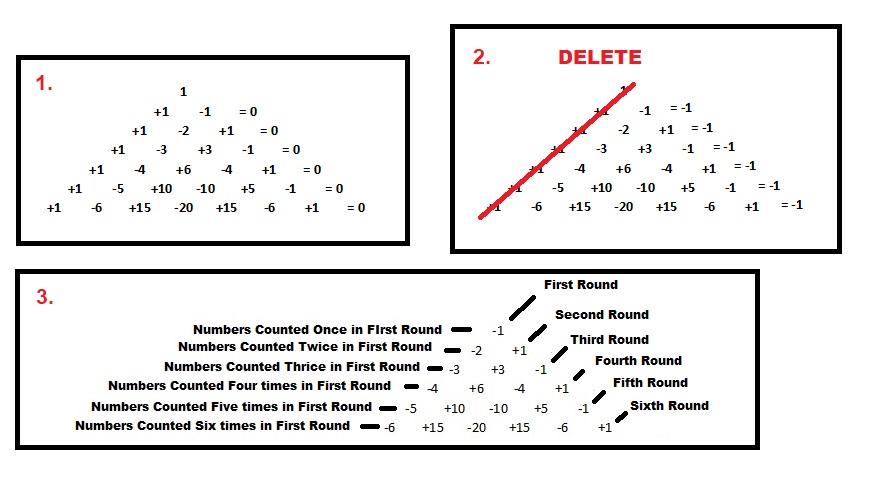 1.
1
+1 -1 = 0
+1 -2 +1 = 0
+1 -3 +3 -1 = 0
+1 -4 +6 -4 +1 = 0
+1 -5 +10 -10 +5 -1 = 0
+1 -6 +15 -20 +15 -6 +1 = 0
2. DELETE
1
+1 -1 = -1
+1 -2 +1 = -1
+1 -3 +3 -1 = -1
+1 -4 +6 -4 +1 = -1
+1 -5 +10 -10 +5 -1 = -1
+1 -6 +15 -20 +15 -6 +1 = -1
3.
First Round
Second Round
Numbers Counted Once in FIrst Round -1
Third Round
Numbers Counted Twice in First Round -2 +1
Fourth Round
Numbers Counted Thrice in First Round -3 +3 -1
Fifth Round
Numbers Counted Four times in First Round -4 +6 -4 +1
Sixth Round
Numbers Counted Five times in First Round -5 +10 -10 +5 -1
Numbers Counted Six times in First Round -6 +15 -20 +15 -6 +1